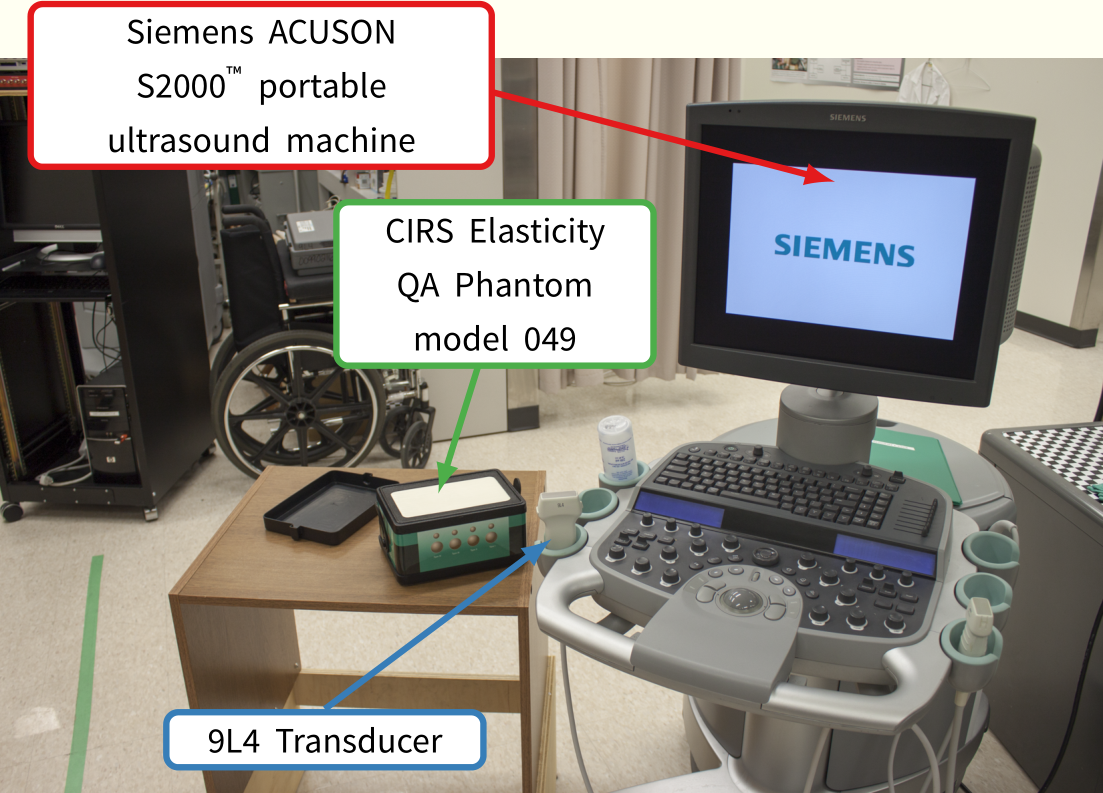 Siemens ACUSON
S2000™ portable
ultrasound machine
CIRS Elasticity
QA Phantom
model 049
SIEMENS
SIEMENS
9L4 Transducer